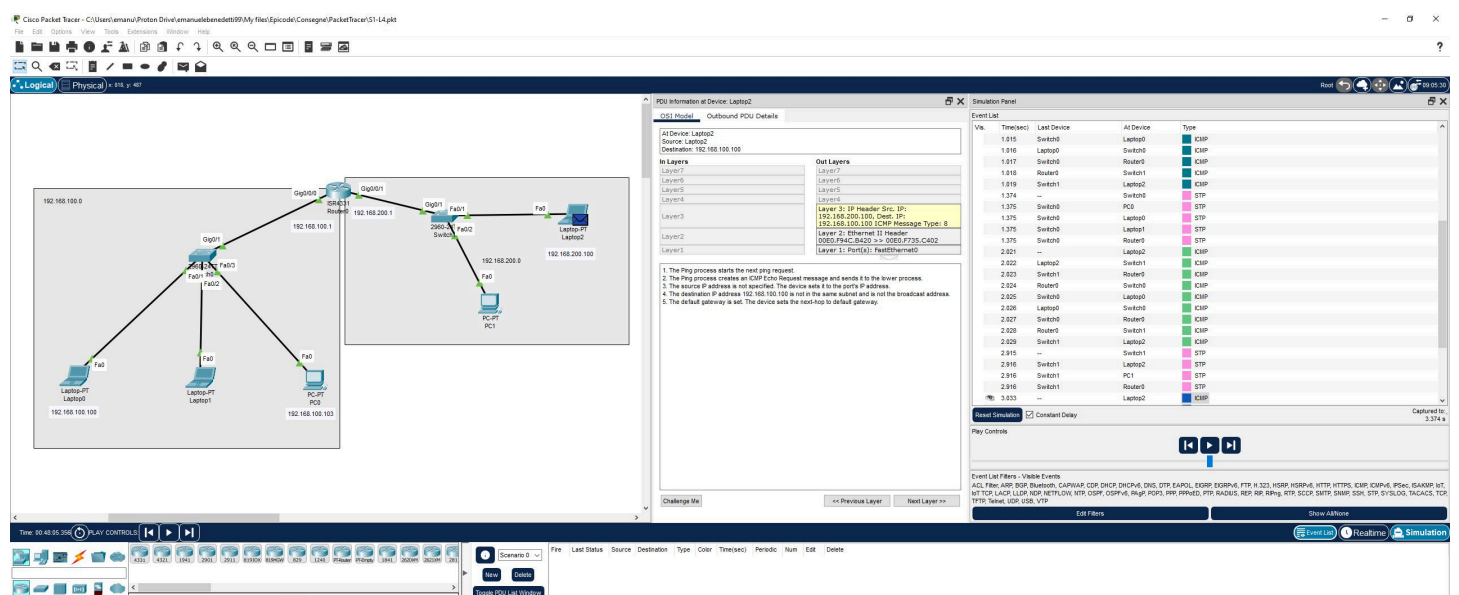 Cisco Packet Tracer - C:\Users\emanu\Proton Drive\emanuelebenedetti99\My files\Epicode\Consegne\PacketTracer\S1-L4.pkt
File Edit Options View Tools Extensions Window Help
?
Logical Physical x: 818, y: 487
Root 09:05:30
192.168.100.0
Gig0/0/0
Gig0/0/1
ISR4331
Router0
192.168.200.1
192.168.100.1
Gig0/1
Fa0/1
Fa0/2
Switch
Fa0
Laptop-PT
Laptop2
192.168.200.100
192.168.200.0
Fa0
PC-PT
PC1
Gig0/1
Fa0/3
Fa0/1
Fa0/2
Fa0
Fa0
Fa0
Laptop-PT
Laptop0
192.168.100.100
Laptop-PT
Laptop1
PC-PT
PC0
192.168.100.103
PDU Information at Device: Laptop2
OSI Model Outbound PDU Details
At Device: Laptop2
Source: Laptop2
Destination: 192.168.100.100
In Layers
Layer7
Layer6
Layer5
Layer4
Layer3
Layer2
Layer1
Out Layers
Layer7
Layer6
Layer5
Layer4
Layer 3: IP Header Src. IP:
192.168.200.100, Dest. IP:
192.168.100.100 ICMP Message Type: 8
Layer 2: Ethernet II Header
00E0.F94C.B420 >> 00E0.F735.C402
Layer 1: Port(s): FastEthernet0
1. The Ping process starts the next ping request.
2. The Ping process creates an ICMP Echo Request message and sends it to the lower process.
3. The source IP address is not specified. The device sets it to the port's IP address.
4. The destination IP address 192.168.100.100 is not in the same subnet and is not the broadcast address.
5. The default gateway is set. The device sets the next-hop to default gateway.
Challenge Me << Previous Layer Next Layer >>
Simulation Panel
Event List
Vis. Time(sec) Last Device At Device Type
1.015 Switch0 Laptop0 ICMP
1.016 Laptop0 Switch0 ICMP
1.017 Switch0 Router0 ICMP
1.018 Router0 Switch1 ICMP
1.019 Switch1 Laptop2 ICMP
1.374 -- Switch0 STP
1.375 Switch0 PC0 STP
1.375 Switch0 Laptop0 STP
1.375 Switch0 Laptop1 STP
1.375 Switch0 Router0 STP
2.021 -- Laptop2 ICMP
2.022 Laptop2 Switch1 ICMP
2.023 Switch1 Router0 ICMP
2.024 Router0 Switch0 ICMP
2.025 Switch0 Laptop0 ICMP
2.026 Laptop0 Switch0 ICMP
2.027 Switch0 Router0 ICMP
2.028 Router0 Switch1 ICMP
2.029 Switch1 Laptop2 ICMP
2.915 -- Switch1 STP
2.916 Switch1 Laptop2 STP
2.916 Switch1 PC1 STP
2.916 Switch1 Router0 STP
3.033 -- Laptop2 ICMP
Reset Simulation Constant Delay
Captured to:
3.374 s
Play Controls
Event List Filters - Visible Events
ACL Filter, ARP, BGP, Bluetooth, CAPWAP, CDP, DHCP, DHCPv6, DNS, DTP, EAPOL, EIGRP, EIGRPv6, FTP, H.323, HSRP, HSRPv6, HTTP, HTTPS, ICMP, ICMPv6, IPSec, ISAKMP, IoT,
IoT TCP, LACP, LLDP, NDP, NETFLOW, NTP, OSPF, OSPFv6, PAgP, POP3, PPP, PPPoED, PTP, RADIUS, REP, RIP, RIPng, RTP, SCCP, SMTP, SNMP, SSH, STP, SYSLOG, TACACS, TCP,
TFTP, Telnet, UDP, USB, VTP
Edit Filters Show All/None
Time: 00:48:05.358 PLAY CONTROLS:
Event List Realtime Simulation
4331 4321 1941 2901 2911 819IOX 819HGW 829 1240 PT-Router PT-Empty 1841 2620XM 2621XM 281
Scenario 0
New Delete
Toggle PDU List Window
Fire Last Status Source Destination Type Color Time(sec) Periodic Num Edit Delete